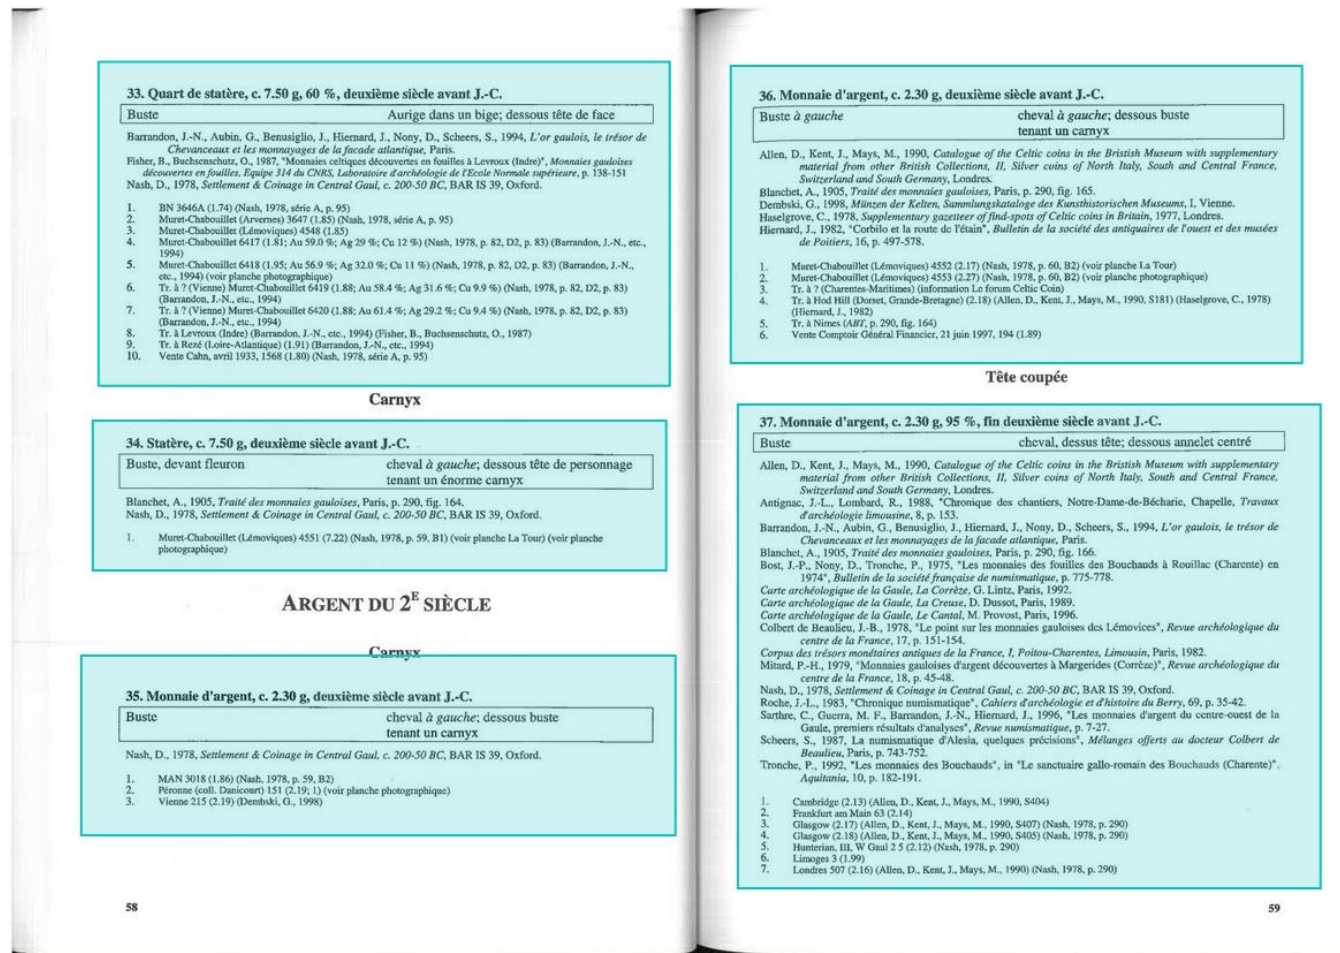 33. Quart de statère, c. 7.50 g, 60 %, deuxième siècle avant J.-C.
Buste Aurige dans un bige; dessous tête de face
Barrandon, J.-N., Aubin, G., Benusiglio, J., Hiernard, J., Nony, D., Scheers, S., 1994, L'or gaulois, le trésor de
Chevanceaux et les monnayages de la facade atlantique, Paris.
Fisher, B., Buchsenschutz, O., 1987, "Monnaies celtiques découvertes en fouilles à Levroux (Indre)", Monnaies gauloises
découvertes en fouilles, Equipe 314 du CNRS, Laboratoire d'archéologie de l'Ecole Normale supérieure, p. 138-151
Nash, D., 1978, Settlement & Coinage in Central Gaul, c. 200-50 BC, BAR IS 39, Oxford.
1. BN 3646A (1.74) (Nash, 1978, série A, p. 95)
2. Muret-Chabouillet (Arvernes) 3647 (1.85) (Nash, 1978, série A, p. 95)
3. Muret-Chabouillet (Lémoviques) 4548 (1.85)
4. Muret-Chabouillet 6417 (1.81; Au 59.0 %; Ag 29 %; Cu 12 %) (Nash, 1978, p. 82, D2, p. 83) (Barrandon, J.-N., etc.,
1994)
5. Muret-Chabouillet 6418 (1.95; Au 56.9 %; Ag 32.0 %; Cu 11 %) (Nash, 1978, p. 82, D2, p. 83) (Barrandon, J.-N.,
etc., 1994) (voir planche photographique)
6. Tr. à ? (Vienne) Muret-Chabouillet 6419 (1.88; Au 58.4 %; Ag 31.6 %; Cu 9.9 %) (Nash, 1978, p. 82, D2, p. 83)
(Barrandon, J.-N., etc., 1994)
7. Tr. à ? (Vienne) Muret-Chabouillet 6420 (1.88; Au 61.4 %; Ag 29.2 %; Cu 9.4 %) (Nash, 1978, p. 82, D2, p. 83)
(Barrandon, J.-N., etc., 1994)
8. Tr. à Levroux (Indre) (Barrandon, J.-N., etc., 1994) (Fisher, B., Buchsenschutz, O., 1987)
9. Tr. à Rezé (Loire-Atlantique) (1.91) (Barrandon, J.-N., etc., 1994)
10. Vente Cahn, avril 1933, 1568 (1.80) (Nash, 1978, série A, p. 95)
Carnyx
34. Statère, c. 7.50 g, deuxième siècle avant J.-C.
Buste, devant fleuron cheval à gauche; dessous tête de personnage
tenant un énorme carnyx
Blanchet, A., 1905, Traité des monnaies gauloises, Paris, p. 290, fig. 164.
Nash, D., 1978, Settlement & Coinage in Central Gaul, c. 200-50 BC, BAR IS 39, Oxford.
1. Muret-Chabouillet (Lémoviques) 4551 (7.22) (Nash, 1978, p. 59, B1) (voir planche La Tour) (voir planche
photographique)
ARGENT DU 2E SIÈCLE
Carnyx
35. Monnaie d'argent, c. 2.30 g, deuxième siècle avant J.-C.
Buste cheval à gauche; dessous buste
tenant un carnyx
Nash, D., 1978, Settlement & Coinage in Central Gaul, c. 200-50 BC, BAR IS 39, Oxford.
1. MAN 3018 (1.86) (Nash, 1978, p. 59, B2)
2. Péronne (coll. Danicourt) 151 (2.19; 1) (voir planche photographique)
3. Vienne 215 (2.19) (Dembski, G., 1998)
58
36. Monnaie d'argent, c. 2.30 g, deuxième siècle avant J.-C.
Buste à gauche cheval à gauche; dessous buste
tenant un carnyx
Allen, D., Kent, J., Mays, M., 1990, Catalogue of the Celtic coins in the Bristish Museum with supplementary
material from other British Collections, II, Silver coins of North Italy, South and Central France,
Switzerland and South Germany, Londres.
Blanchet, A., 1905, Traité des monnaies gauloises, Paris, p. 290, fig. 165.
Dembski, G., 1998, Münzen der Kelten, Sammlungskataloge des Kunsthistorischen Museums, I, Vienne.
Haselgrove, C., 1978, Supplementary gazetteer of find-spots of Celtic coins in Britain, 1977, Londres.
Hiernard, J., 1982, "Corbilo et la route de l'étain", Bulletin de la société des antiquaires de l'ouest et des musées
de Poitiers, 16, p. 497-578.
1. Muret-Chabouillet (Lémoviques) 4552 (2.17) (Nash, 1978, p. 60, B2) (voir planche La Tour)
2. Muret-Chabouillet (Lémoviques) 4553 (2.27) (Nash, 1978, p. 60, B2) (voir planche photographique)
3. Tr. à ? (Charentes-Maritimes) (information Le forum Celtic Coin)
4. Tr. à Hod Hill (Dorset, Grande-Bretagne) (2.18) (Allen, D., Kent, J., Mays, M., 1990, S181) (Haselgrove, C., 1978)
(Hiernard, J., 1982)
5. Tr. à Nimes (ABT, p. 290, fig. 164)
6. Vente Comptoir Général Financier, 21 juin 1997, 194 (1.89)
Tête coupée
37. Monnaie d'argent, c. 2.30 g, 95 %, fin deuxième siècle avant J.-C.
Buste cheval, dessus tête; dessous annelet centré
Allen, D., Kent, J., Mays, M., 1990, Catalogue of the Celtic coins in the Bristish Museum with supplementary
material from other British Collections, II, Silver coins of North Italy, South and Central France,
Switzerland and South Germany, Londres.
Antignac, J.-L., Lombard, R., 1988, "Chronique des chantiers, Notre-Dame-de-Bécharie, Chapelle, Travaux
d'archéologie limousine, 8, p. 153.
Barrandon, J.-N., Aubin, G., Benusiglio, J., Hiernard, J., Nony, D., Scheers, S., 1994, L'or gaulois, le trésor de
Chevanceaux et les monnayages de la facade atlantique, Paris.
Blanchet, A., 1905, Traité des monnaies gauloises, Paris, p. 290, fig. 166.
Bost, J.-P., Nony, D., Tronche, P., 1975, "Les monnaies des fouilles des Bouchauds à Rouillac (Charente) en
1974", Bulletin de la société française de numismatique, p. 775-778.
Carte archéologique de la Gaule, La Corrèze, G. Lintz, Paris, 1992.
Carte archéologique de la Gaule, La Creuse, D. Dussot, Paris, 1989.
Carte archéologique de la Gaule, Le Cantal, M. Provost, Paris, 1996.
Colbert de Beaulieu, J.-B., 1978, "Le point sur les monnaies gauloises des Lémovices", Revue archéologique du
centre de la France, 17, p. 151-154.
Corpus des trésors monétaires antiques de la France, I, Poitou-Charentes, Limousin, Paris, 1982.
Mitard, P.-H., 1979, "Monnaies gauloises d'argent découvertes à Margerides (Corrèze)", Revue archéologique du
centre de la France, 18, p. 45-48.
Nash, D., 1978, Settlement & Coinage in Central Gaul, c. 200-50 BC, BAR IS 39, Oxford.
Roche, J.-L., 1983, "Chronique numismatique", Cahiers d'archéologie et d'histoire du Berry, 69, p. 35-42.
Sarthre, C., Guerra, M. F., Barrandon, J.-N., Hiernard, J., 1996, "Les monnaies d'argent du centre-ouest de la
Gaule, premiers résultats d'analyses", Revue numismatique, p. 7-27.
Scheers, S., 1987, La numismatique d'Alesia, quelques précisions", Mélanges offerts au docteur Colbert de
Beaulieu, Paris, p. 743-752.
Tronche, P., 1992, "Les monnaies des Bouchauds", in "Le sanctuaire gallo-romain des Bouchauds (Charente)",
Aquitania, 10, p. 182-191.
1. Cambridge (2.13) (Allen, D., Kent, J., Mays, M., 1990, S404)
2. Frankfurt am Main 63 (2.14)
3. Glasgow (2.17) (Allen, D., Kent, J., Mays, M., 1990, S407) (Nash, 1978, p. 290)
4. Glasgow (2.18) (Allen, D., Kent, J., Mays, M., 1990, S405) (Nash, 1978, p. 290)
5. Hunterian, III, W Gaul 2 5 (2.12) (Nash, 1978, p. 290)
6. Limoges 3 (1.99)
7. Londres 507 (2.16) (Allen, D., Kent, J., Mays, M., 1990) (Nash, 1978, p. 290)
59